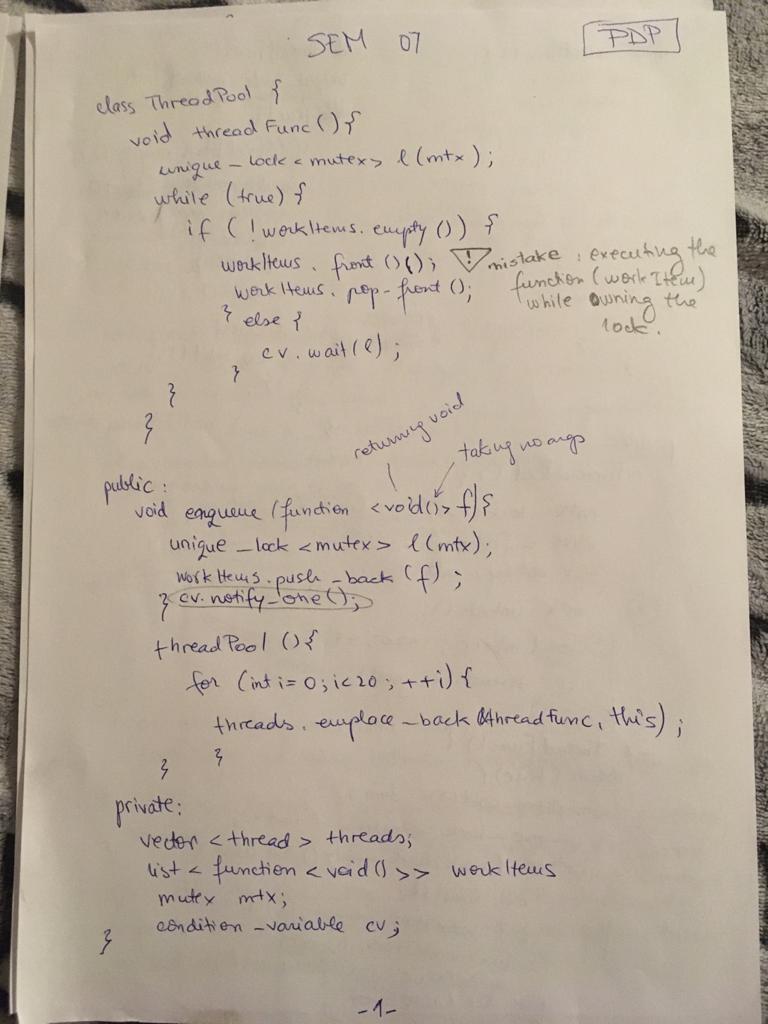 SEM 07
PDP
class ThreadPool {
void threadFunc(){
unique_lock<mutex> l(mtx);
while (true) {
if (!workItems.empty()) {
workItems.front()();
! mistake: executing the
function (workItem)
while owning the
lock.
workItems.pop-front();
} else {
cv.wait(l);
}
}
}
returning void
taking no args
public:
void enqueue (function <void()> f){
unique_lock<mutex> l(mtx);
workItems.push_back(f);
} cv.notify_one();
threadPool (){
for (int i=0; i<20; ++i) {
threads.emplace_back(&threadFunc, this);
}
}
private:
vector <thread> threads;
list < function <void()>> workItems
mutex mtx;
condition_variable cv;
}
-1-